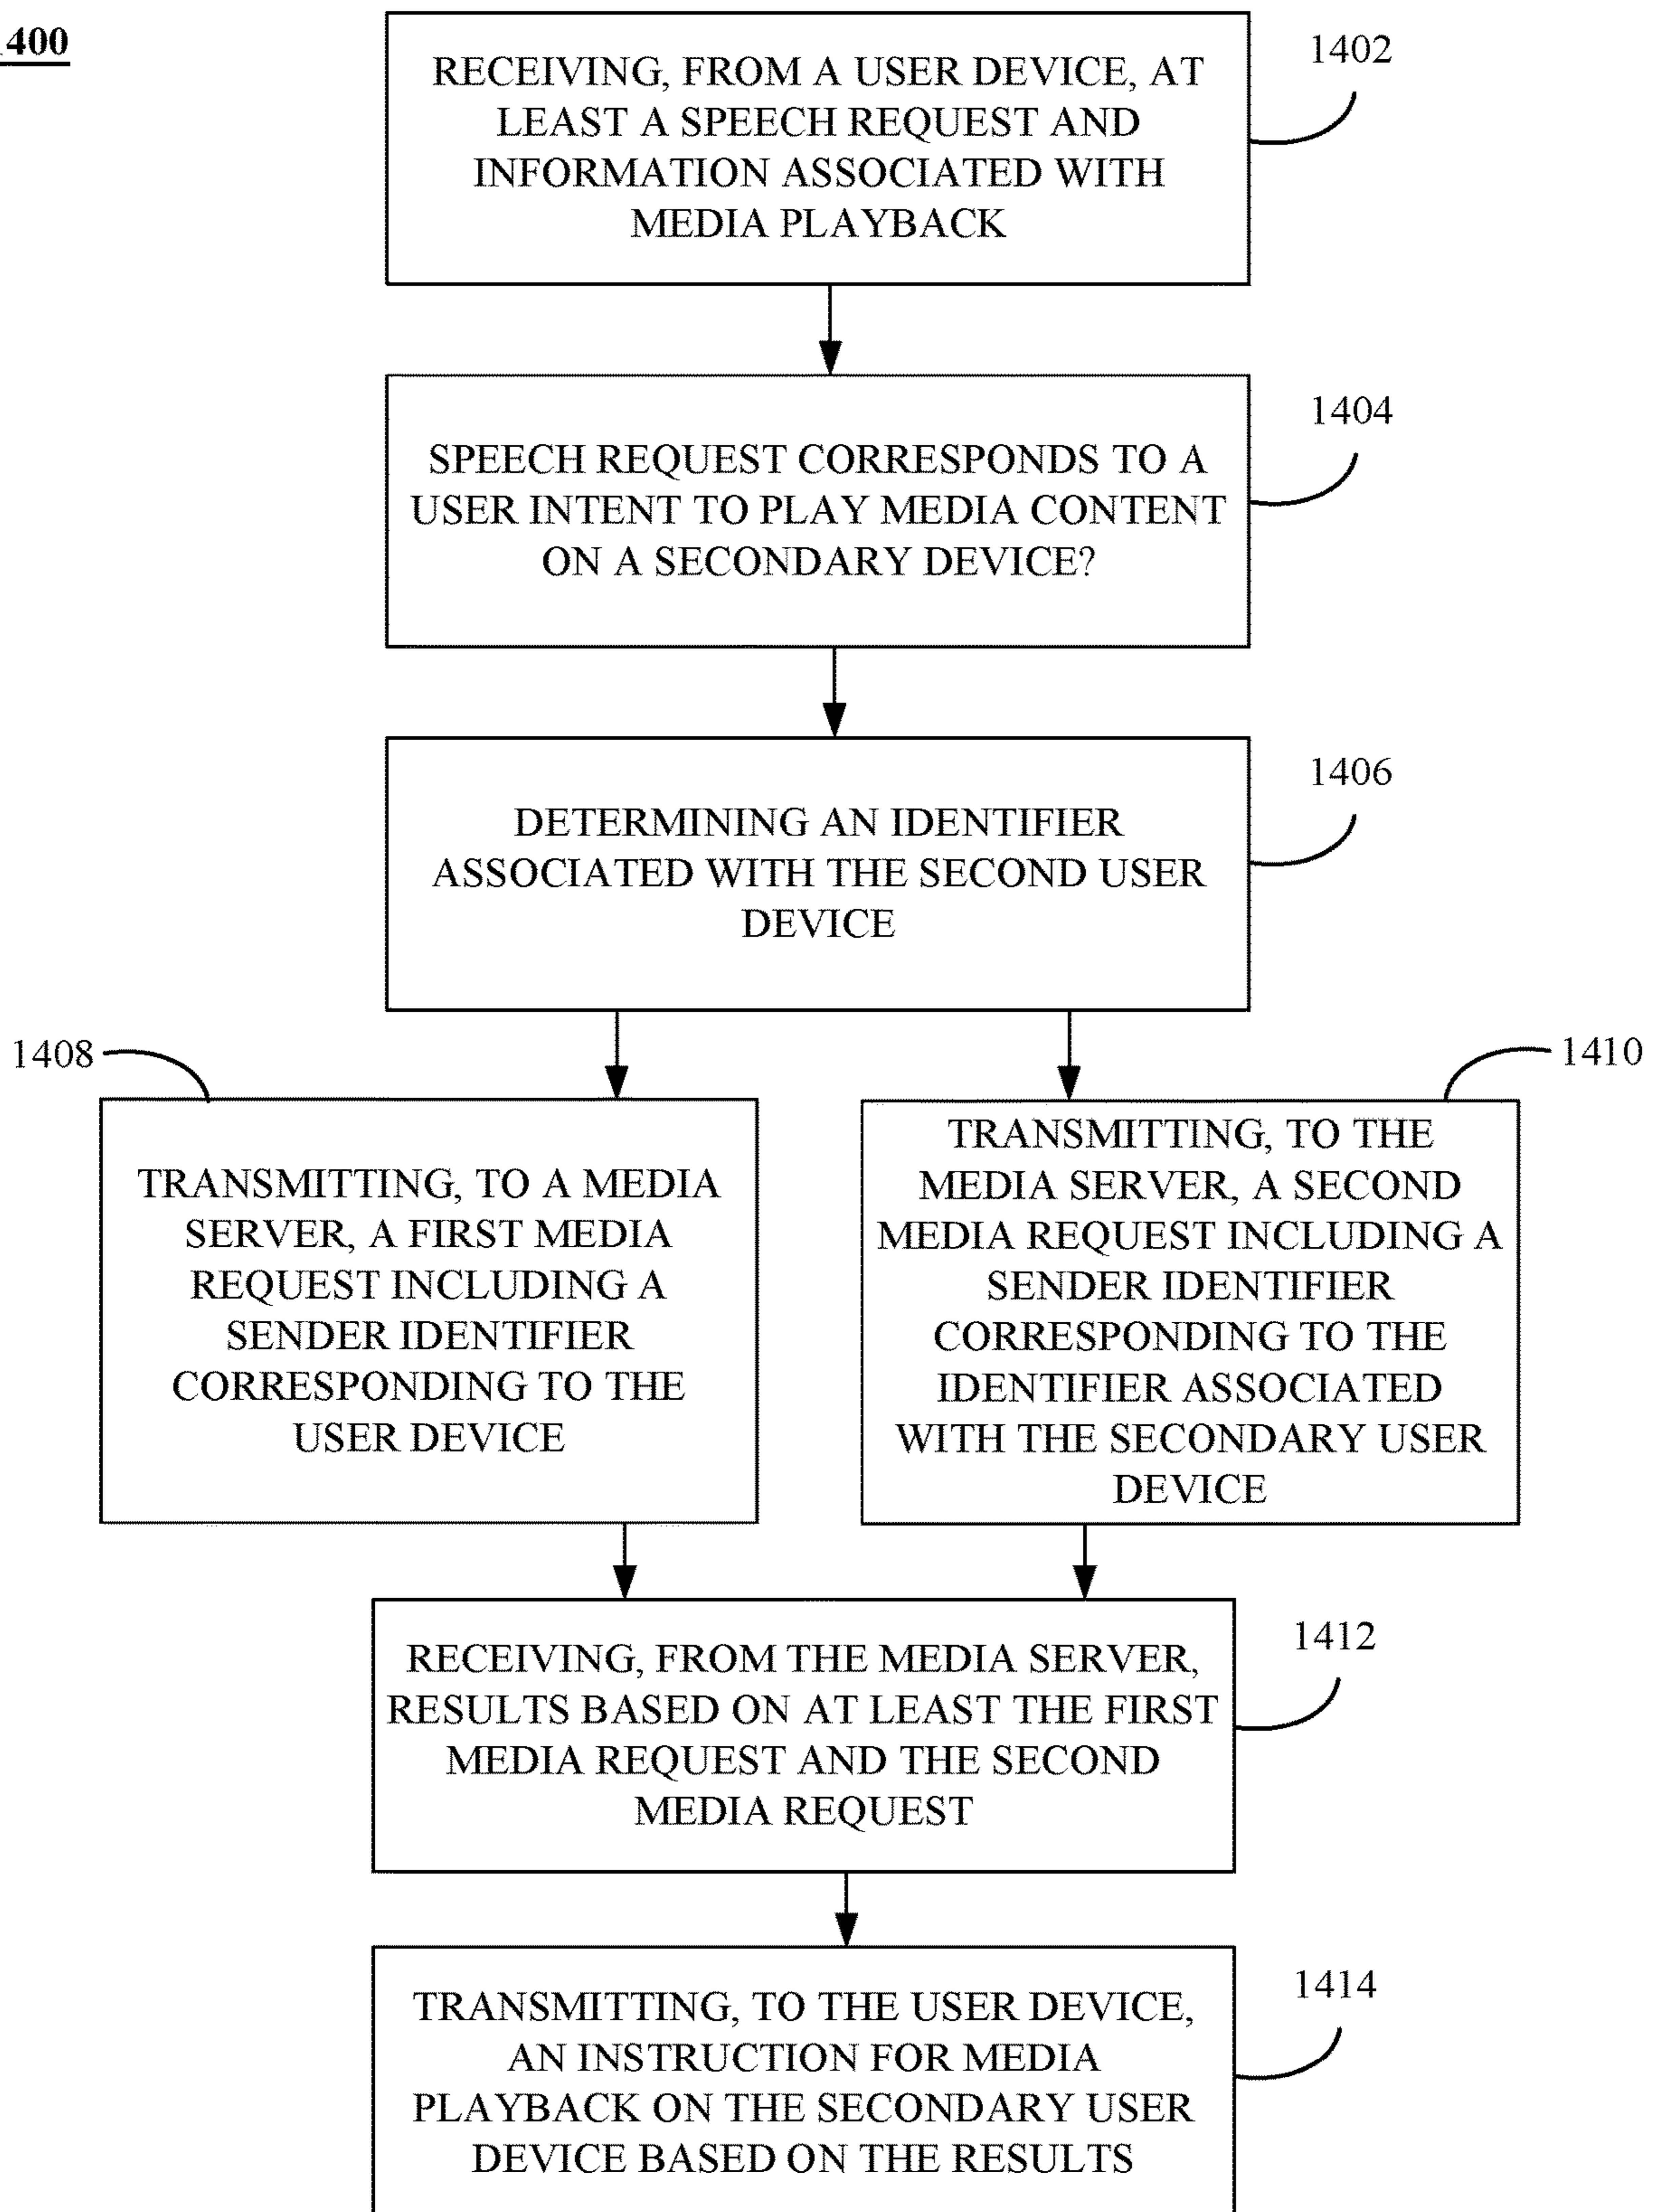 1400
1402
RECEIVING, FROM A USER DEVICE, AT
LEAST A SPEECH REQUEST AND
INFORMATION ASSOCIATED WITH
MEDIA PLAYBACK
1404
SPEECH REQUEST CORRESPONDS TO A
USER INTENT TO PLAY MEDIA CONTENT
ON A SECONDARY DEVICE?
1406
DETERMINING AN IDENTIFIER
ASSOCIATED WITH THE SECOND USER
DEVICE
1408
TRANSMITTING, TO A MEDIA
SERVER, A FIRST MEDIA
REQUEST INCLUDING A
SENDER IDENTIFIER
CORRESPONDING TO THE
USER DEVICE
1410
TRANSMITTING, TO THE
MEDIA SERVER, A SECOND
MEDIA REQUEST INCLUDING A
SENDER IDENTIFIER
CORRESPONDING TO THE
IDENTIFIER ASSOCIATED
WITH THE SECONDARY USER
DEVICE
1412
RECEIVING, FROM THE MEDIA SERVER,
RESULTS BASED ON AT LEAST THE FIRST
MEDIA REQUEST AND THE SECOND
MEDIA REQUEST
1414
TRANSMITTING, TO THE USER DEVICE,
AN INSTRUCTION FOR MEDIA
PLAYBACK ON THE SECONDARY USER
DEVICE BASED ON THE RESULTS